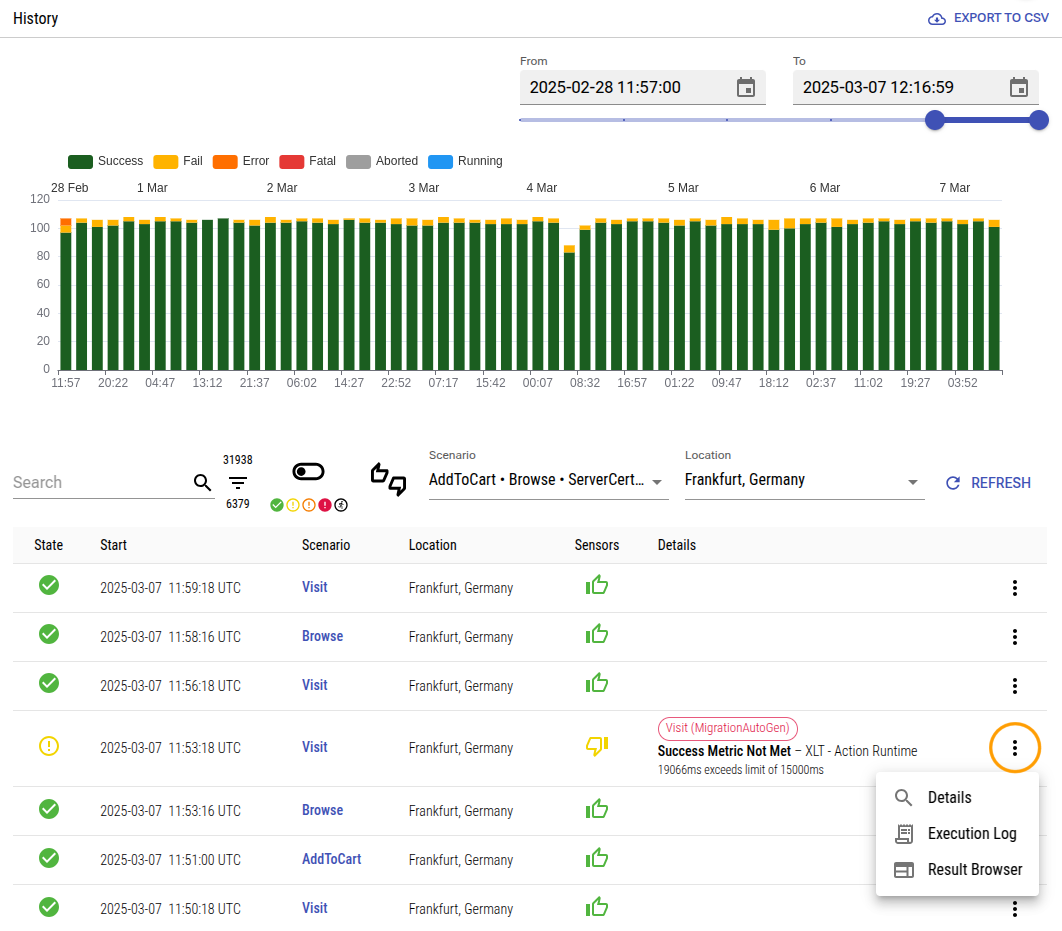 History
EXPORT TO CSV
From
To
2025-02-28 11:57:00
2025-03-07 12:16:59
Success Fail Error Fatal Aborted Running
28 Feb 1 Mar 2 Mar 3 Mar 4 Mar 5 Mar 6 Mar 7 Mar
120
100
80
60
40
20
0
11:57 20:22 04:47 13:12 21:37 06:02 14:27 22:52 07:17 15:42 00:07 08:32 16:57 01:22 09:47 18:12 02:37 11:02 19:27 03:52
Search
31938
6379
Scenario
AddToCart • Browse • ServerCert...
Location
Frankfurt, Germany
REFRESH
State Start Scenario Location Sensors Details
2025-03-07 11:59:18 UTC Visit Frankfurt, Germany
2025-03-07 11:58:16 UTC Browse Frankfurt, Germany
2025-03-07 11:56:18 UTC Visit Frankfurt, Germany
2025-03-07 11:53:18 UTC Visit Frankfurt, Germany
Visit (MigrationAutoGen)
Success Metric Not Met – XLT - Action Runtime
19066ms exceeds limit of 15000ms
2025-03-07 11:53:16 UTC Browse Frankfurt, Germany
2025-03-07 11:51:00 UTC AddToCart Frankfurt, Germany
2025-03-07 11:50:18 UTC Visit Frankfurt, Germany
Details
Execution Log
Result Browser